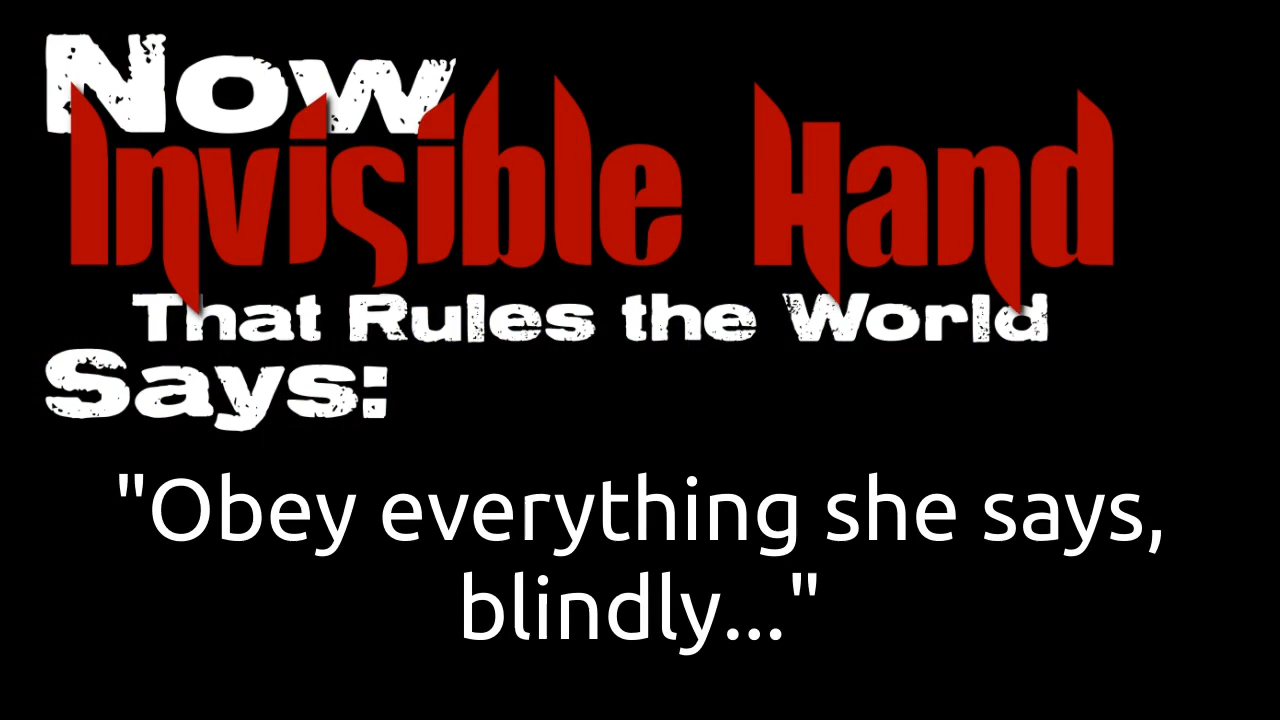 Now
Invisible Hand
That Rules the World
Says:
"Obey everything she says,
blindly..."